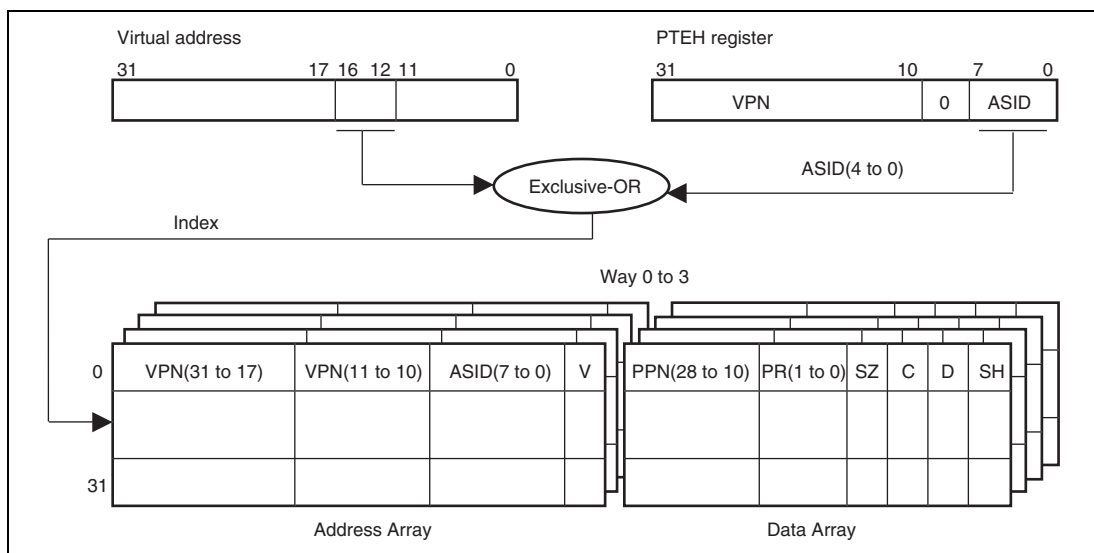 Virtual address
PTEH register
31 17 16 12 11 0
31 10 7 0
VPN 0 ASID
ASID(4 to 0)
Exclusive-OR
Index
Way 0 to 3
0 VPN(31 to 17) VPN(11 to 10) ASID(7 to 0) V PPN(28 to 10) PR(1 to 0) SZ C D SH
31
Address Array
Data Array